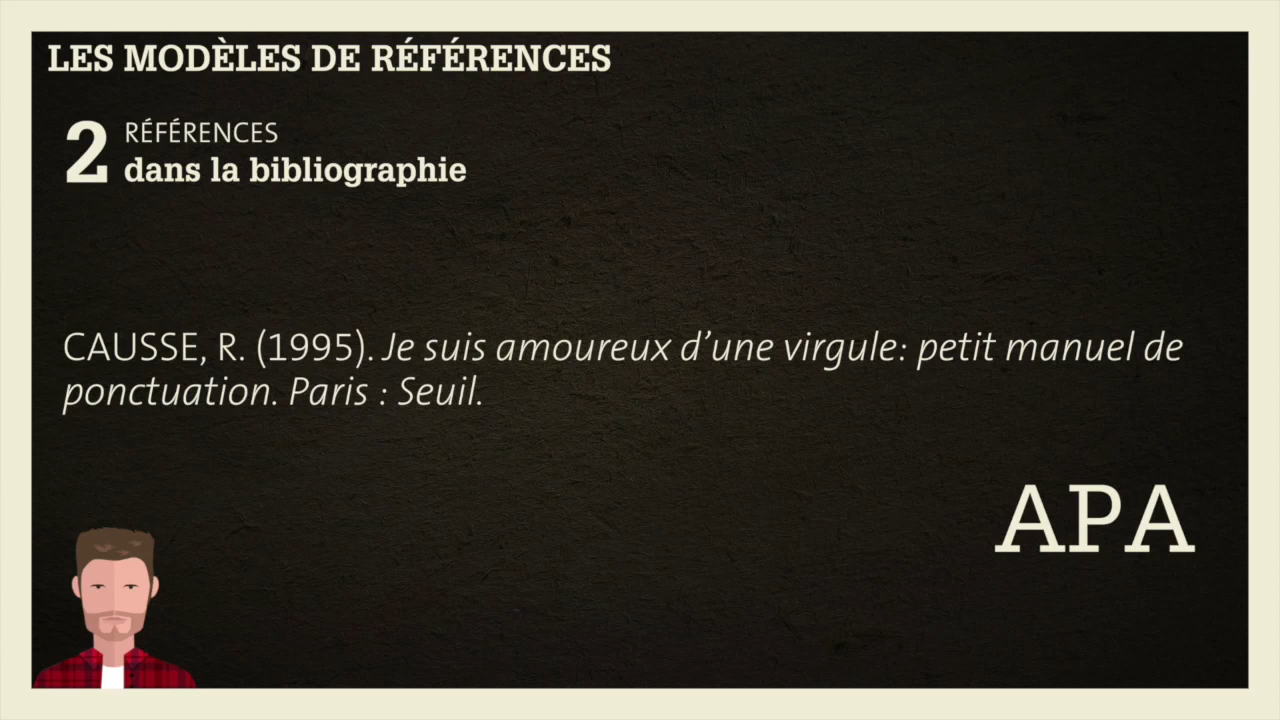 LES MODÈLES DE RÉFÉRENCES
2
RÉFÉRENCES
dans la bibliographie
CAUSSE, R. (1995). Je suis amoureux d’une virgule: petit manuel de
ponctuation. Paris : Seuil.
APA